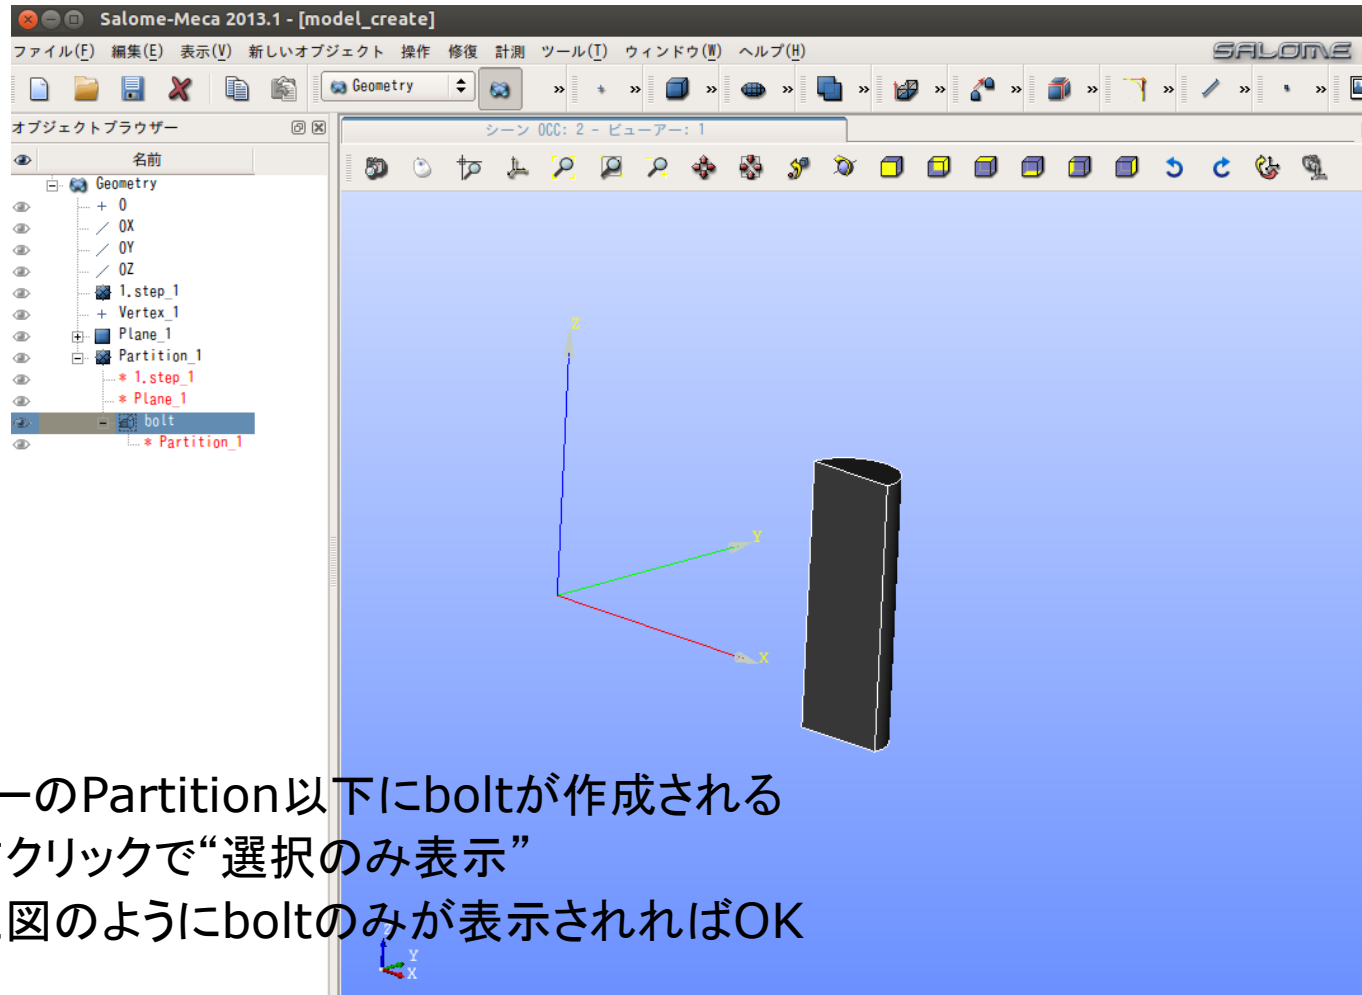 Salome-Meca 2013.1 - [model_create]
ファイル(F) 編集(E) 表示(V) 新しいオブジェクト 操作 修復 計測 ツール(T) ウィンドウ(W) ヘルプ(H)
SALOME
Geometry
オブジェクトブラウザー
シーン OCC: 2 - ビューアー: 1
名前
Geometry
O
OX
OY
OZ
1.step_1
Vertex_1
Plane_1
Partition_1
* 1.step_1
* Plane_1
bolt
* Partition_1
Z
Y
X
ーのPartition以下にboltが作成される
クリックで“選択のみ表示”
図のようにboltのみが表示されればOK
Z
Y
X